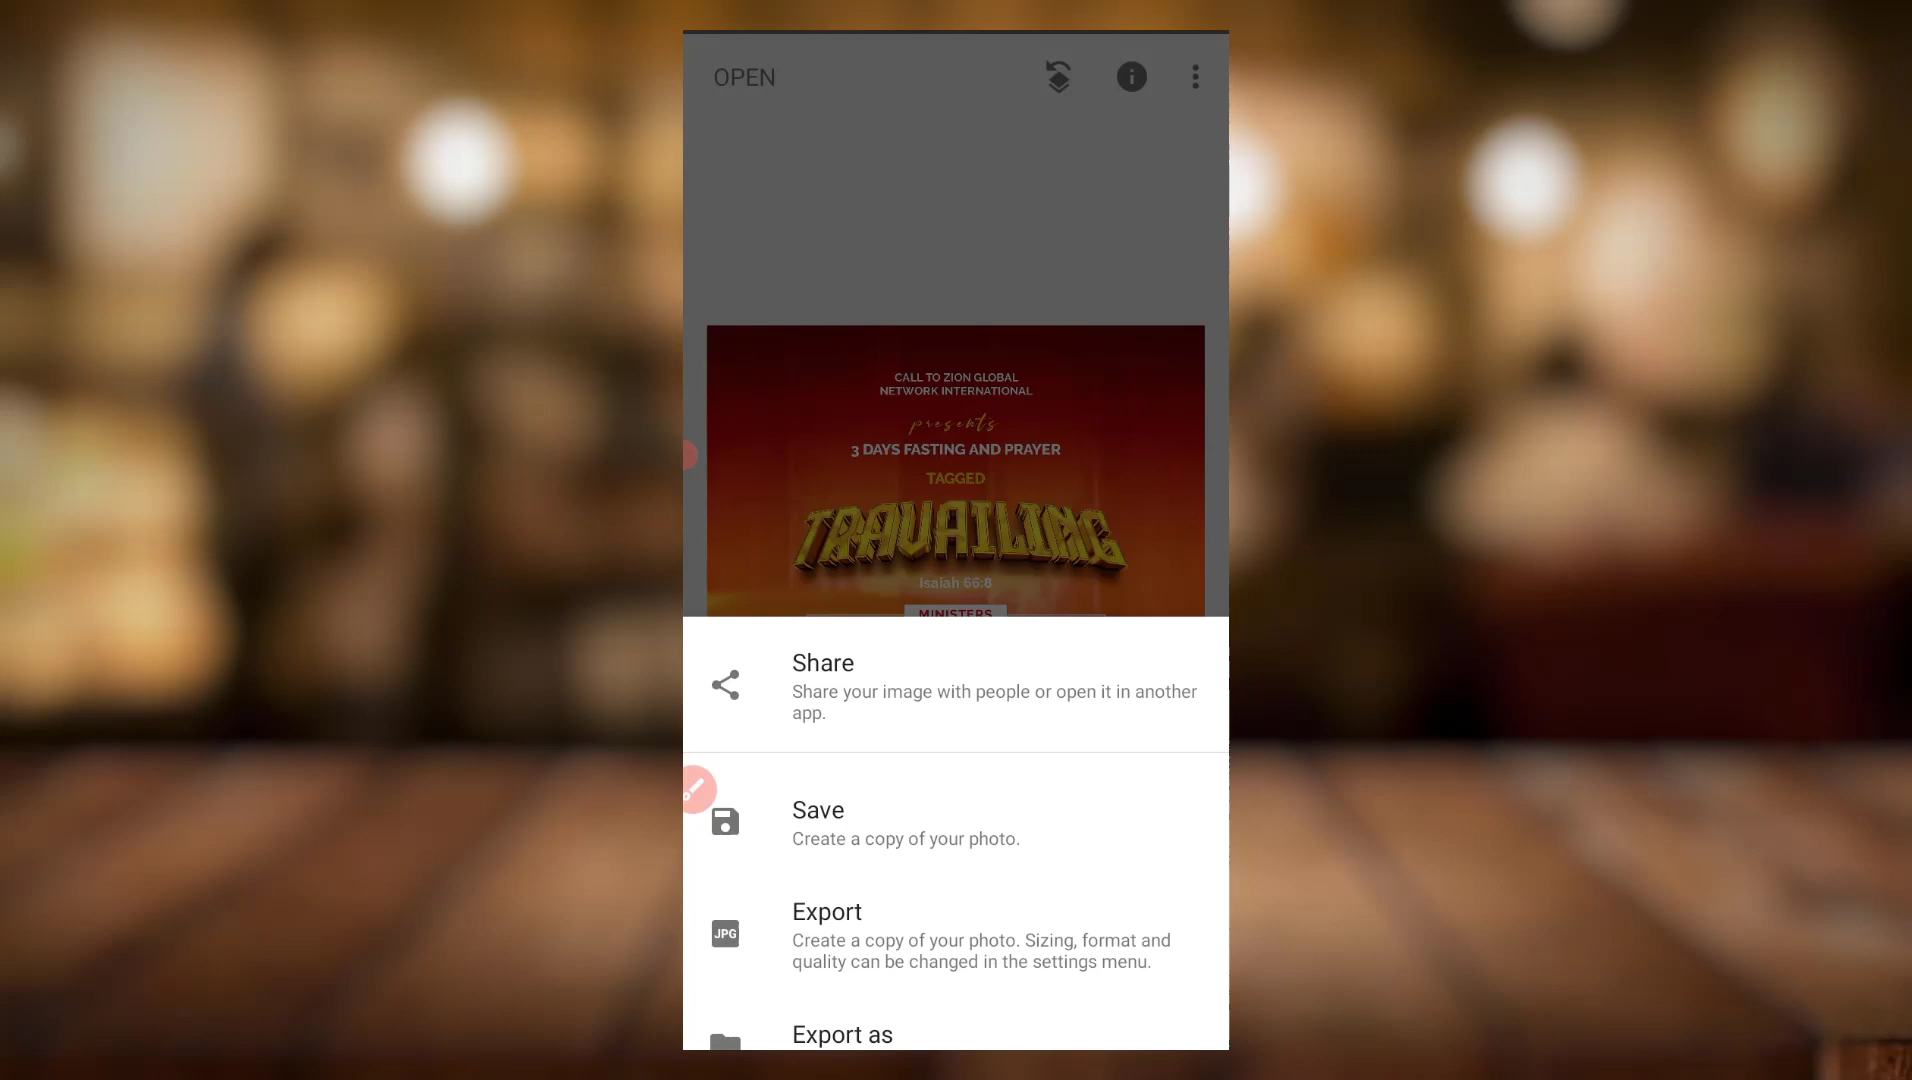 OPEN
CALL TO ZION GLOBAL
NETWORK INTERNATIONAL
presents
3 DAYS FASTING AND PRAYER
TAGGED
TRAVAILING
Isaiah 66:8
MINISTERS
Share
Share your image with people or open it in another
app.
Save
Create a copy of your photo.
JPG
Export
Create a copy of your photo. Sizing, format and
quality can be changed in the settings menu.
Export as